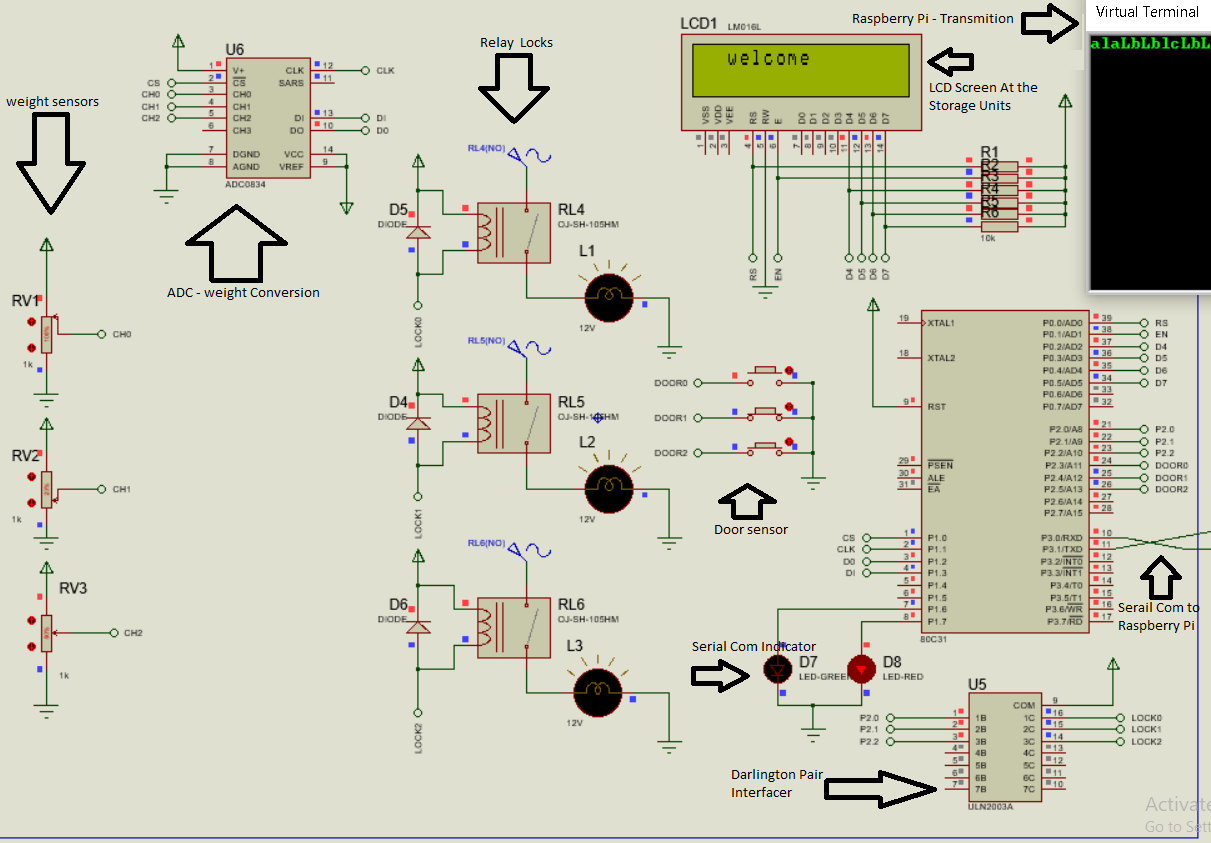 Raspberry Pi - Transmition
Virtual Terminal
alaLbLblcLbL
LCD1
LM016L
welcome
LCD Screen At the
Storage Units
VSS
VDD
VEE
RS
RW
E
D0
D1
D2
D3
D4
D5
D6
D7
1
2
3
4
5
6
7
8
9
10
11
12
13
14
RS
EN
D4
D5
D6
D7
R1
R2
R3
R4
R5
R6
10k
weight sensors
U6
1 V+
CS 2 CS
CH0 3 CH0
CH1 4 CH1
CH2 5 CH2
6 CH3
7 DGND
8 AGND
CLK 12 CLK
SARS 11
DI 13 DI
DO 10 D0
VCC 14
VREF 9
ADC0834
ADC - weight Conversion
RV1
CH0
1k
RV2
CH1
1k
RV3
CH2
1k
Relay Locks
RL4(NO)
D5
DIODE
RL4
OJ-SH-105HM
L1
12V
LOCK0
RL5(NO)
D4
DIODE
RL5
L2
12V
LOCK1
RL6(NO)
D6
DIODE
RL6
OJ-SH-105HM
L3
12V
LOCK2
DOOR0
DOOR1
DOOR2
Door sensor
19 XTAL1
18 XTAL2
9 RST
29 PSEN
30 ALE
31 EA
CS 1 P1.0
CLK 2 P1.1
D0 3 P1.2
DI 4 P1.3
5 P1.4
6 P1.5
7 P1.6
8 P1.7
P0.0/AD0 39 RS
P0.1/AD1 38 EN
P0.2/AD2 37 D4
P0.3/AD3 36 D5
P0.4/AD4 35 D6
P0.5/AD5 34 D7
P0.6/AD6 33
P0.7/AD7 32
P2.0/A8 21 P2.0
P2.1/A9 22 P2.1
P2.2/A10 23 P2.2
P2.3/A11 24 DOOR0
P2.4/A12 25 DOOR1
P2.5/A13 26 DOOR2
P2.6/A14 27
P2.7/A15 28
P3.0/RXD 10
P3.1/TXD 11
P3.2/INT0 12
P3.3/INT1 13
P3.4/T0 14
P3.5/T1 15
P3.6/WR 16
P3.7/RD 17
80C31
Serail Com to
Raspberry Pi
Serial Com Indicator
D7
LED-GREEN
D8
LED-RED
U5
COM 9
P2.0 1 1B 1C 16 LOCK0
P2.1 2 2B 2C 15 LOCK1
P2.2 3 3B 3C 14 LOCK2
4 4B 4C 13
5 5B 5C 12
6 6B 6C 11
7 7B 7C 10
ULN2003A
Darlington Pair
Interfacer
Activate
Go to Sett